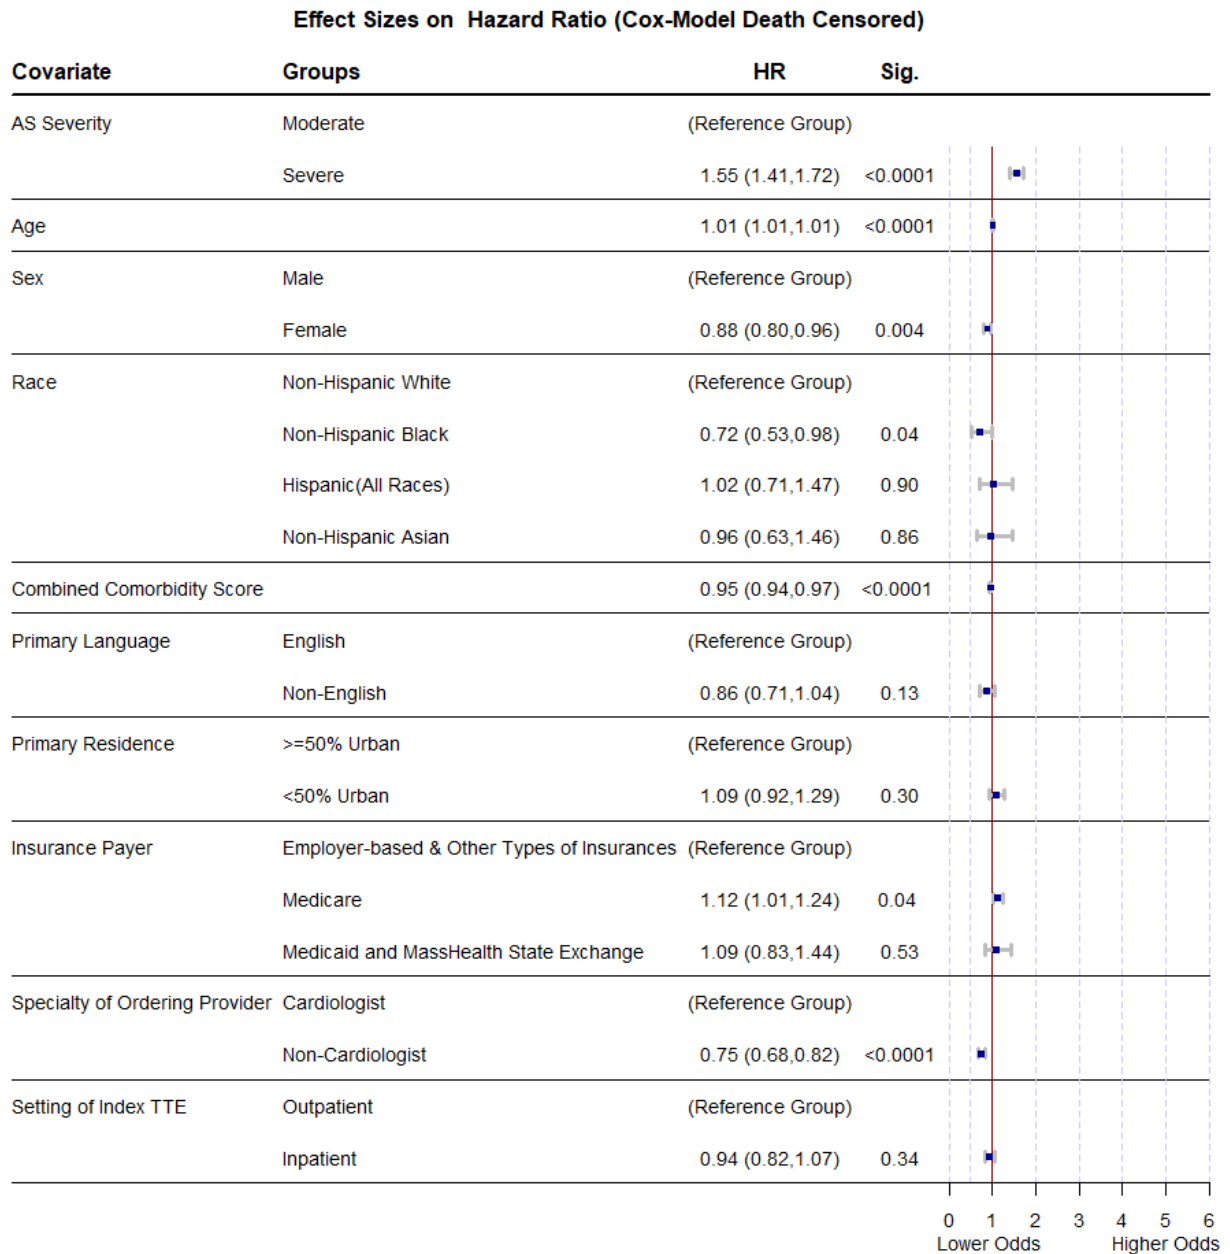 Effect Sizes on Hazard Ratio (Cox-Model Death Censored)
Covariate Groups HR Sig.
AS Severity Moderate (Reference Group)
Severe 1.55 (1.41,1.72) <0.0001
Age 1.01 (1.01,1.01) <0.0001
Sex Male (Reference Group)
Female 0.88 (0.80,0.96) 0.004
Race Non-Hispanic White (Reference Group)
Non-Hispanic Black 0.72 (0.53,0.98) 0.04
Hispanic(All Races) 1.02 (0.71,1.47) 0.90
Non-Hispanic Asian 0.96 (0.63,1.46) 0.86
Combined Comorbidity Score 0.95 (0.94,0.97) <0.0001
Primary Language English (Reference Group)
Non-English 0.86 (0.71,1.04) 0.13
Primary Residence >=50% Urban (Reference Group)
<50% Urban 1.09 (0.92,1.29) 0.30
Insurance Payer Employer-based & Other Types of Insurances (Reference Group)
Medicare 1.12 (1.01,1.24) 0.04
Medicaid and MassHealth State Exchange 1.09 (0.83,1.44) 0.53
Specialty of Ordering Provider Cardiologist (Reference Group)
Non-Cardiologist 0.75 (0.68,0.82) <0.0001
Setting of Index TTE Outpatient (Reference Group)
Inpatient 0.94 (0.82,1.07) 0.34
0 1 2 3 4 5 6
Lower Odds Higher Odds